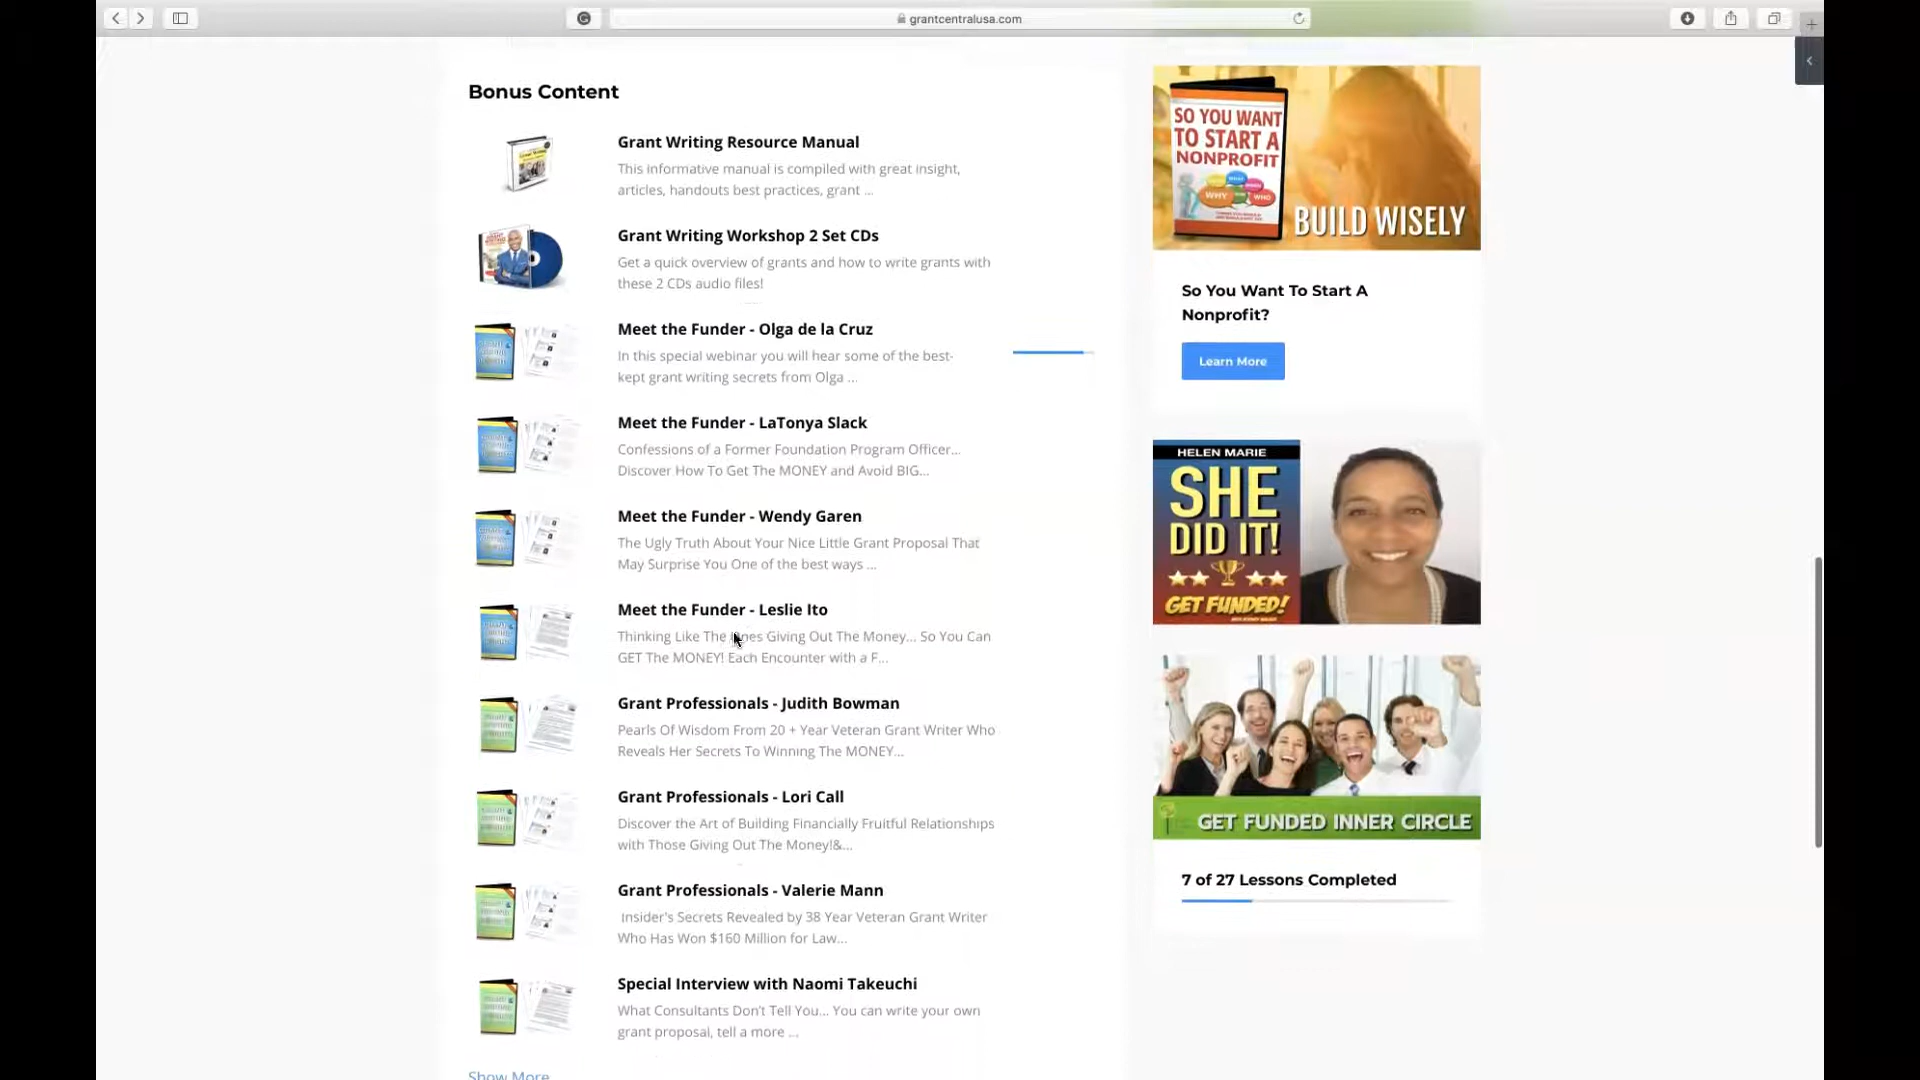 grantcentralusa.com
Bonus Content
Grant Writing Resource Manual
This informative manual is compiled with great insight,
articles, handouts best practices, grant ...
Grant Writing Workshop 2 Set CDs
Get a quick overview of grants and how to write grants with
these 2 CDs audio files!
Meet the Funder - Olga de la Cruz
In this special webinar you will hear some of the best-
kept grant writing secrets from Olga ...
Meet the Funder - LaTonya Slack
Confessions of a Former Foundation Program Officer...
Discover How To Get The MONEY and Avoid BIG...
Meet the Funder - Wendy Garen
The Ugly Truth About Your Nice Little Grant Proposal That
May Surprise You One of the best ways ...
Meet the Funder - Leslie Ito
Thinking Like The Ones Giving Out The Money... So You Can
GET The MONEY! Each Encounter with a F...
Grant Professionals - Judith Bowman
Pearls Of Wisdom From 20 + Year Veteran Grant Writer Who
Reveals Her Secrets To Winning The MONEY...
Grant Professionals - Lori Call
Discover the Art of Building Financially Fruitful Relationships
with Those Giving Out The Money!&...
Grant Professionals - Valerie Mann
Insider's Secrets Revealed by 38 Year Veteran Grant Writer
Who Has Won $160 Million for Law...
Special Interview with Naomi Takeuchi
What Consultants Don't Tell You... You can write your own
grant proposal, tell a more ...
Show More
SO YOU WANT
TO START A
NONPROFIT
WHAT
WHY
WHO
BUILD WISELY
So You Want To Start A
Nonprofit?
Learn More
HELEN MARIE
SHE
DID IT!
GET FUNDED!
GET FUNDED INNER CIRCLE
7 of 27 Lessons Completed